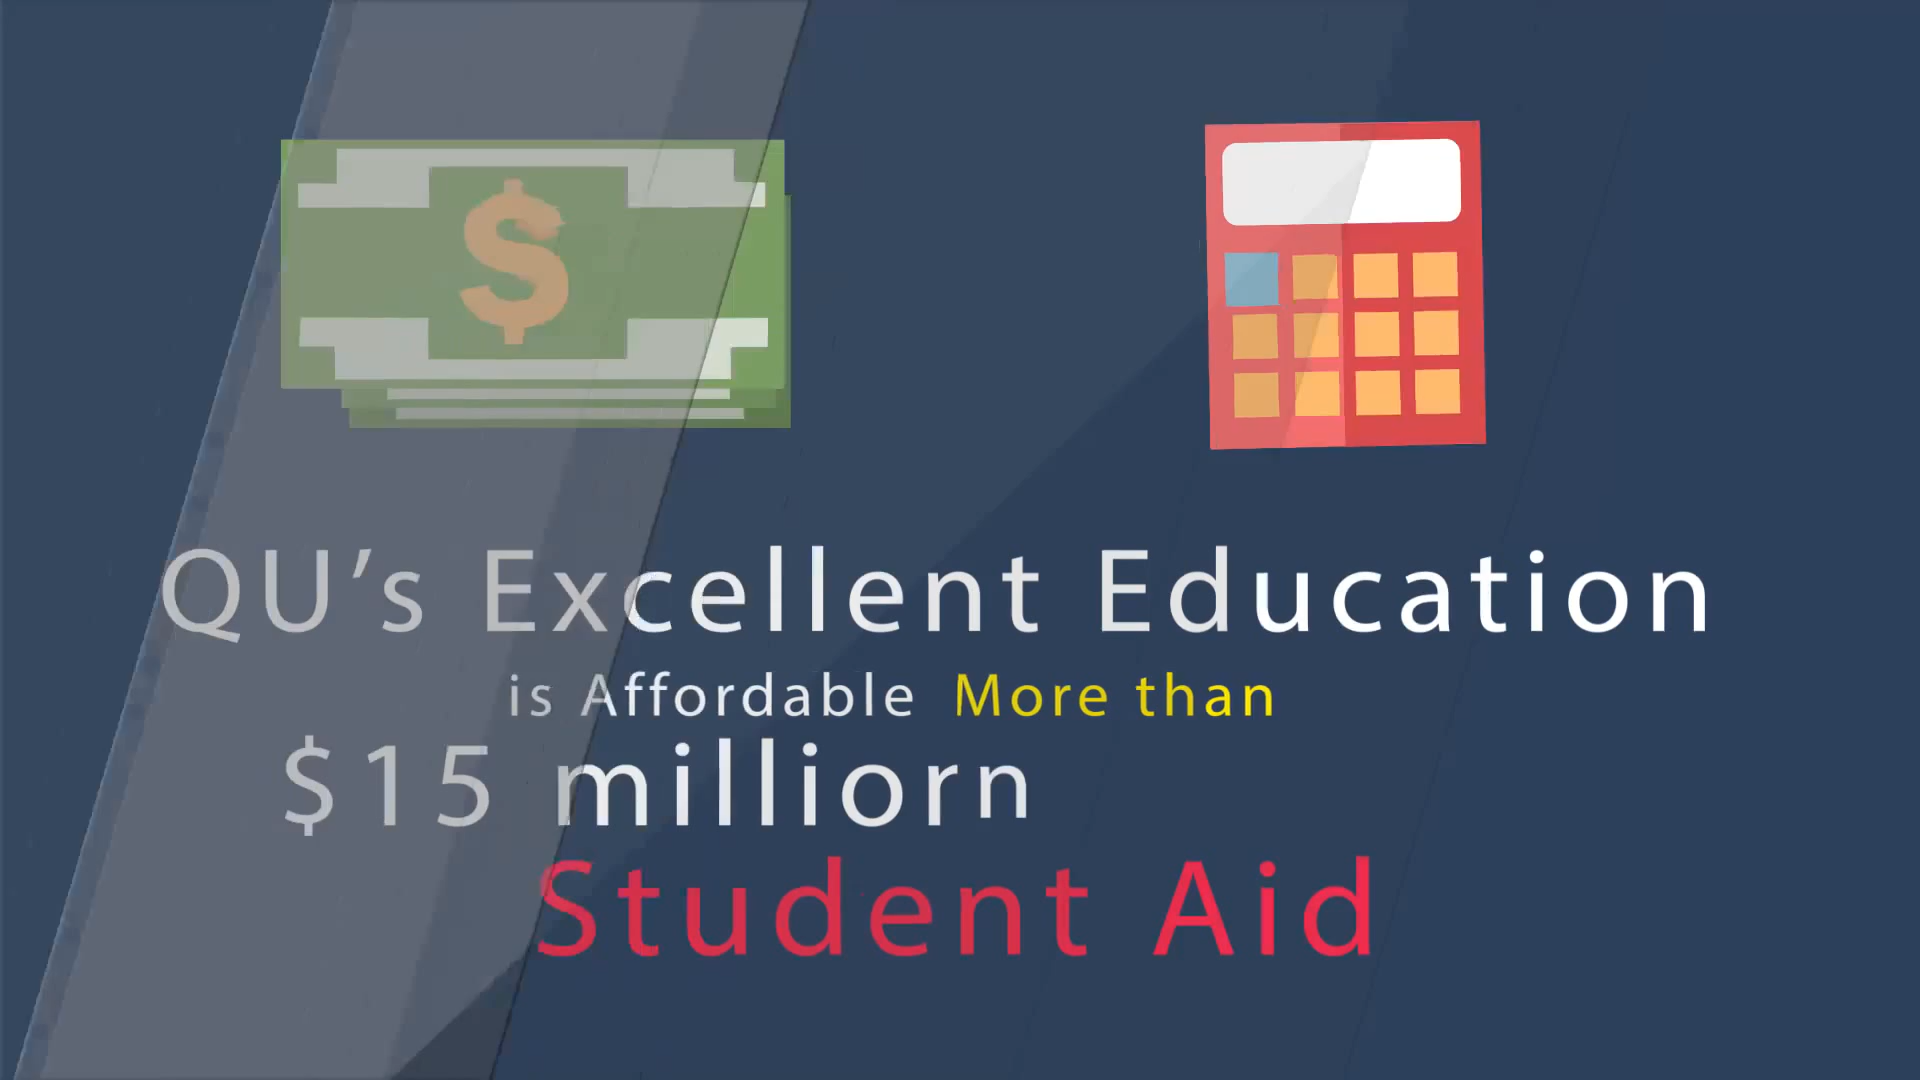 $
QU's Excellent Education
is Affordable More than
$15 milliorn
Student Aid